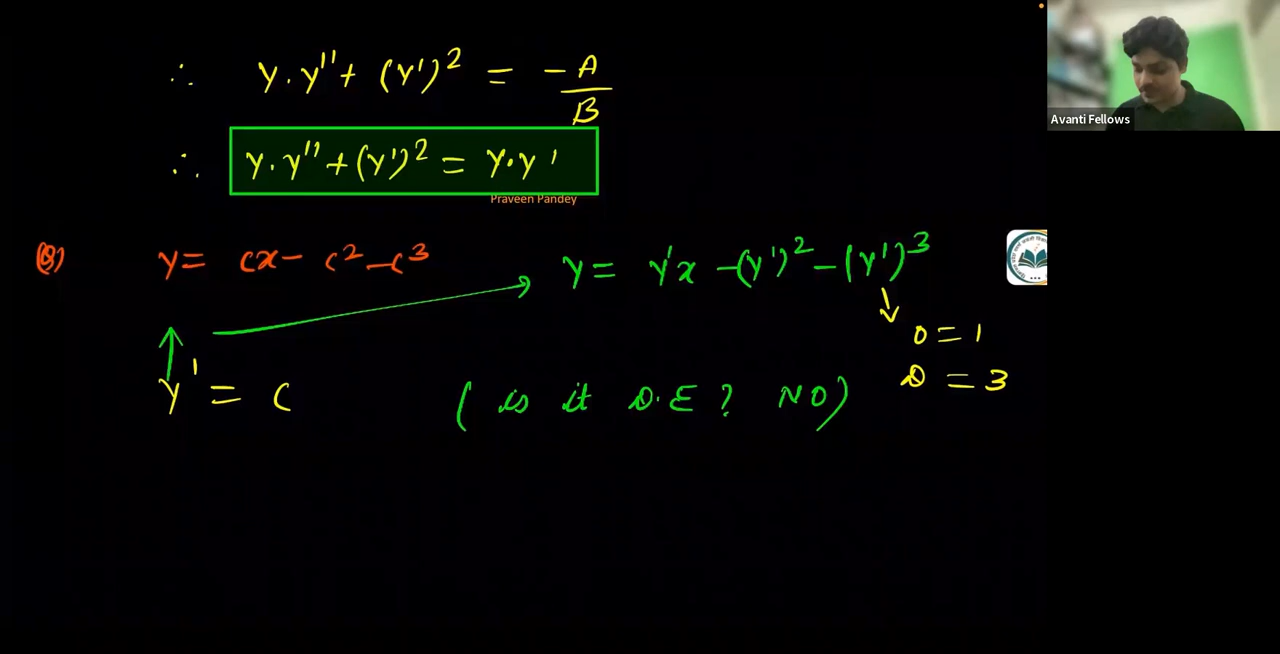 ∴ y·y'' + (y')² = -A/B
Avanti Fellows
∴ y·y'' + (y')² = y·y'
Praveen Pandey
Q) y = cx - c² - c³
y = y'x - (y')² - (y')³
O = 1
D = 3
y' = c (is it D.E ? NO)